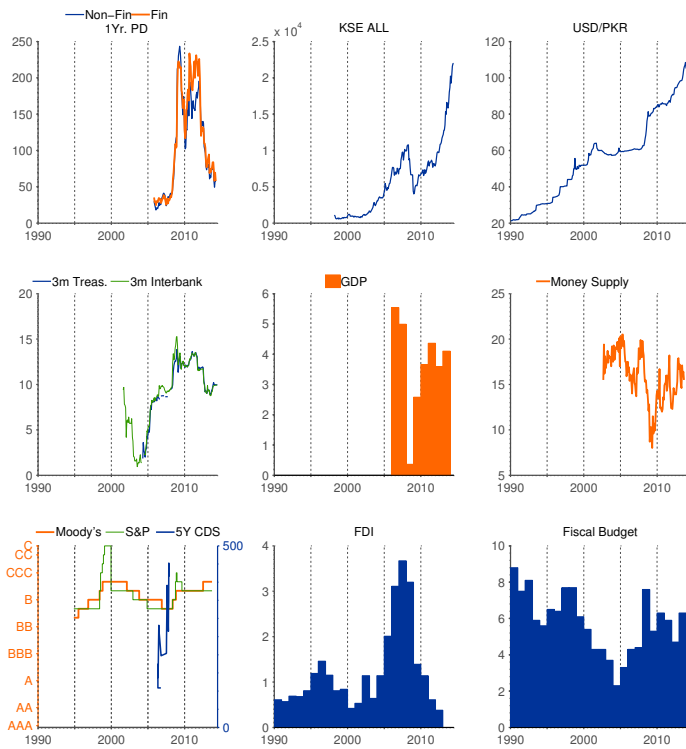 Non-Fin Fin
1Yr. PD
250
200
150
100
50
0
1990 2000 2010
KSE ALL
x 10^4
2.5
2
1.5
1
0.5
0
1990 2000 2010
USD/PKR
120
100
80
60
40
20
1990 2000 2010
3m Treas. 3m Interbank
20
15
10
5
0
1990 2000 2010
GDP
6
5
4
3
2
1
0
1990 2000 2010
Money Supply
25
20
15
10
5
1990 2000 2010
Moody's S&P 5Y CDS
C
CC
CCC
B
BB
BBB
A
AA
AAA
500
0
1990 2000 2010
FDI
4
3
2
1
0
1990 2000 2010
Fiscal Budget
10
8
6
4
2
0
1990 2000 2010